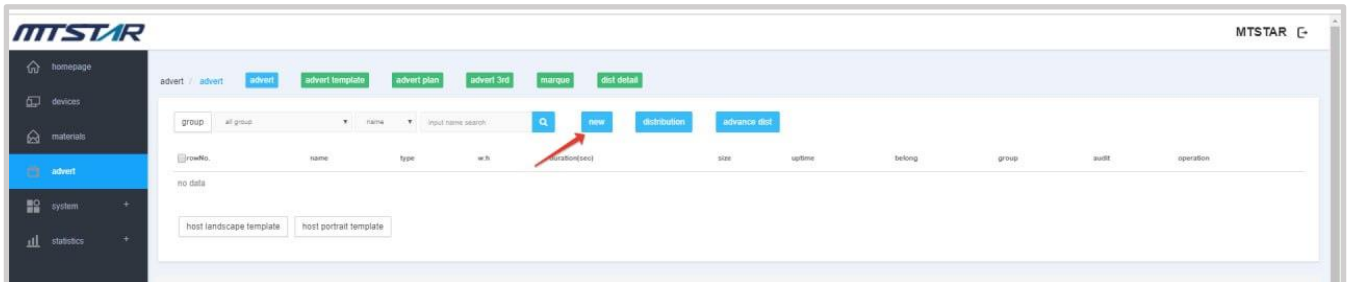 MTSTAR
MTSTAR
homepage
devices
materials
advert
system +
statistics +
advert / advert advert advert template advert plan advert 3rd marque dist detail
group all group name input name search new distribution advance dist
rowNo. name type w:h duration(sec) size uptime belong group audit operation
no data
host landscape template host portrait template